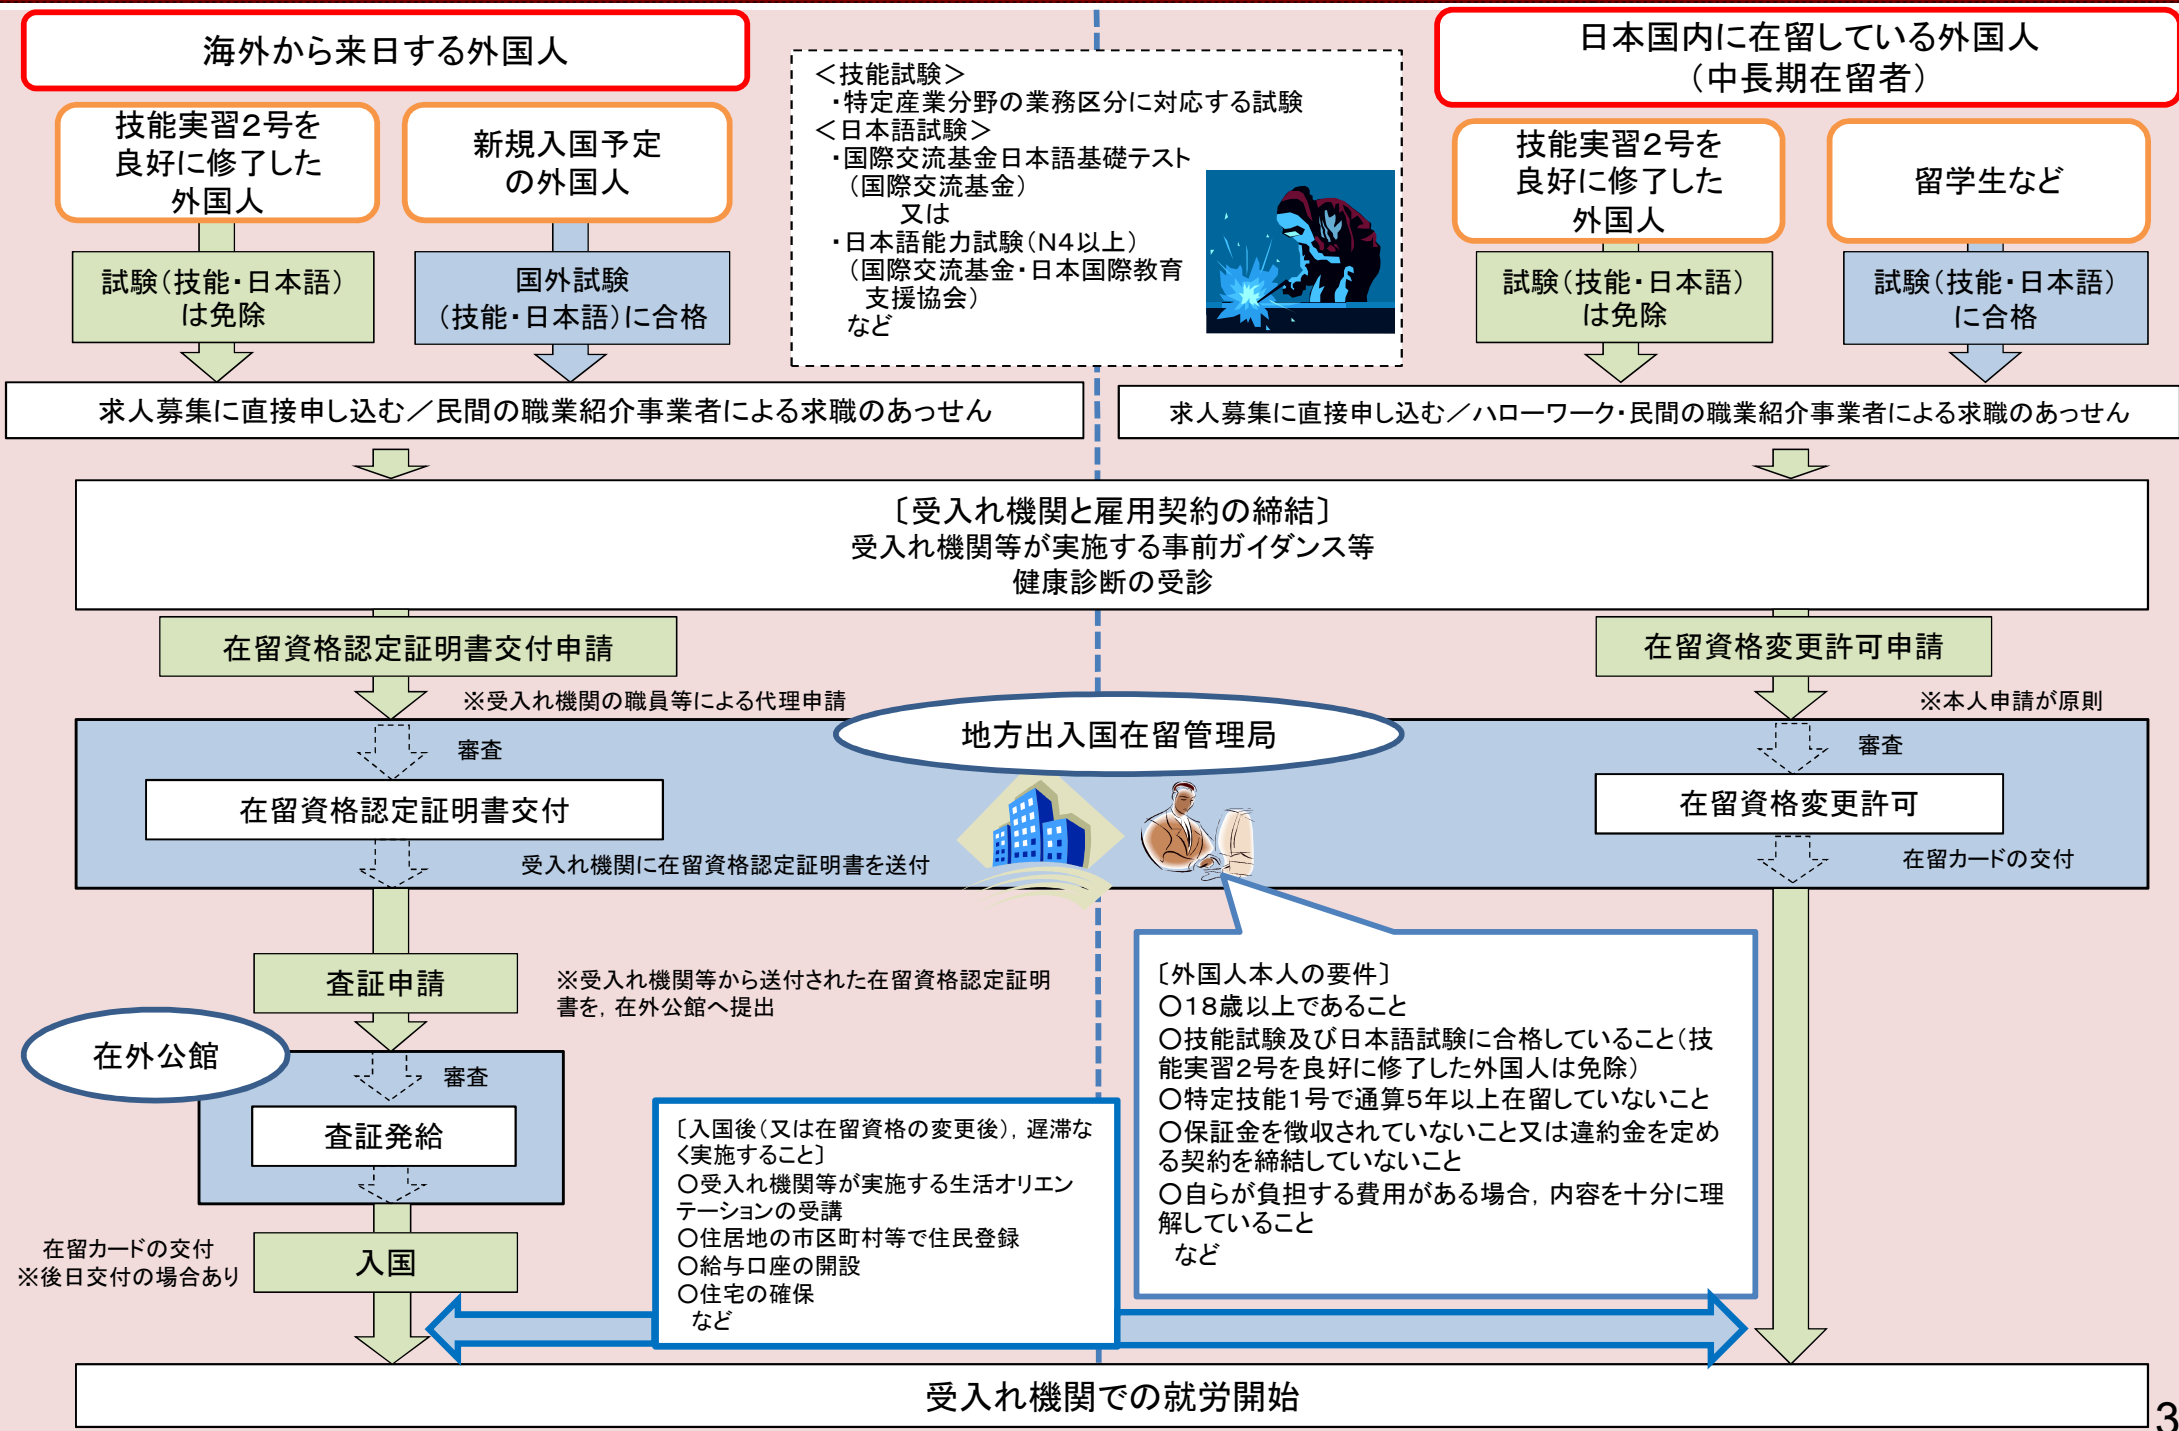 海外から来日する外国人
技能実習2号を
良好に修了した
外国人
新規入国予定
の外国人
試験(技能・日本語)
は免除
国外試験
(技能・日本語)に合格
<技能試験>
・特定産業分野の業務区分に対応する試験
<日本語試験>
・国際交流基金日本語基礎テスト
(国際交流基金)
又は
・日本語能力試験(N4以上)
(国際交流基金・日本国際教育
支援協会)
など
日本国内に在留している外国人
(中長期在留者)
技能実習2号を
良好に修了した
外国人
留学生など
試験(技能・日本語)
は免除
試験(技能・日本語)
に合格
求人募集に直接申し込む/民間の職業紹介事業者による求職のあっせん
求人募集に直接申し込む/ハローワーク・民間の職業紹介事業者による求職のあっせん
〔受入れ機関と雇用契約の締結〕
受入れ機関等が実施する事前ガイダンス等
健康診断の受診
在留資格認定証明書交付申請
※受入れ機関の職員等による代理申請
在留資格変更許可申請
※本人申請が原則
地方出入国在留管理局
審査
在留資格認定証明書交付
受入れ機関に在留資格認定証明書を送付
審査
在留資格変更許可
在留カードの交付
査証申請
※受入れ機関等から送付された在留資格認定証明
書を,在外公館へ提出
在外公館
審査
査証発給
在留カードの交付
※後日交付の場合あり
入国
〔入国後(又は在留資格の変更後),遅滞な
く実施すること〕
○受入れ機関等が実施する生活オリエン
テーションの受講
○住居地の市区町村等で住民登録
○給与口座の開設
○住宅の確保
など
〔外国人本人の要件〕
○18歳以上であること
○技能試験及び日本語試験に合格していること(技
能実習2号を良好に修了した外国人は免除)
○特定技能1号で通算5年以上在留していないこと
○保証金を徴収されていないこと又は違約金を定め
る契約を締結していないこと
○自らが負担する費用がある場合,内容を十分に理
解していること
など
受入れ機関での就労開始
3